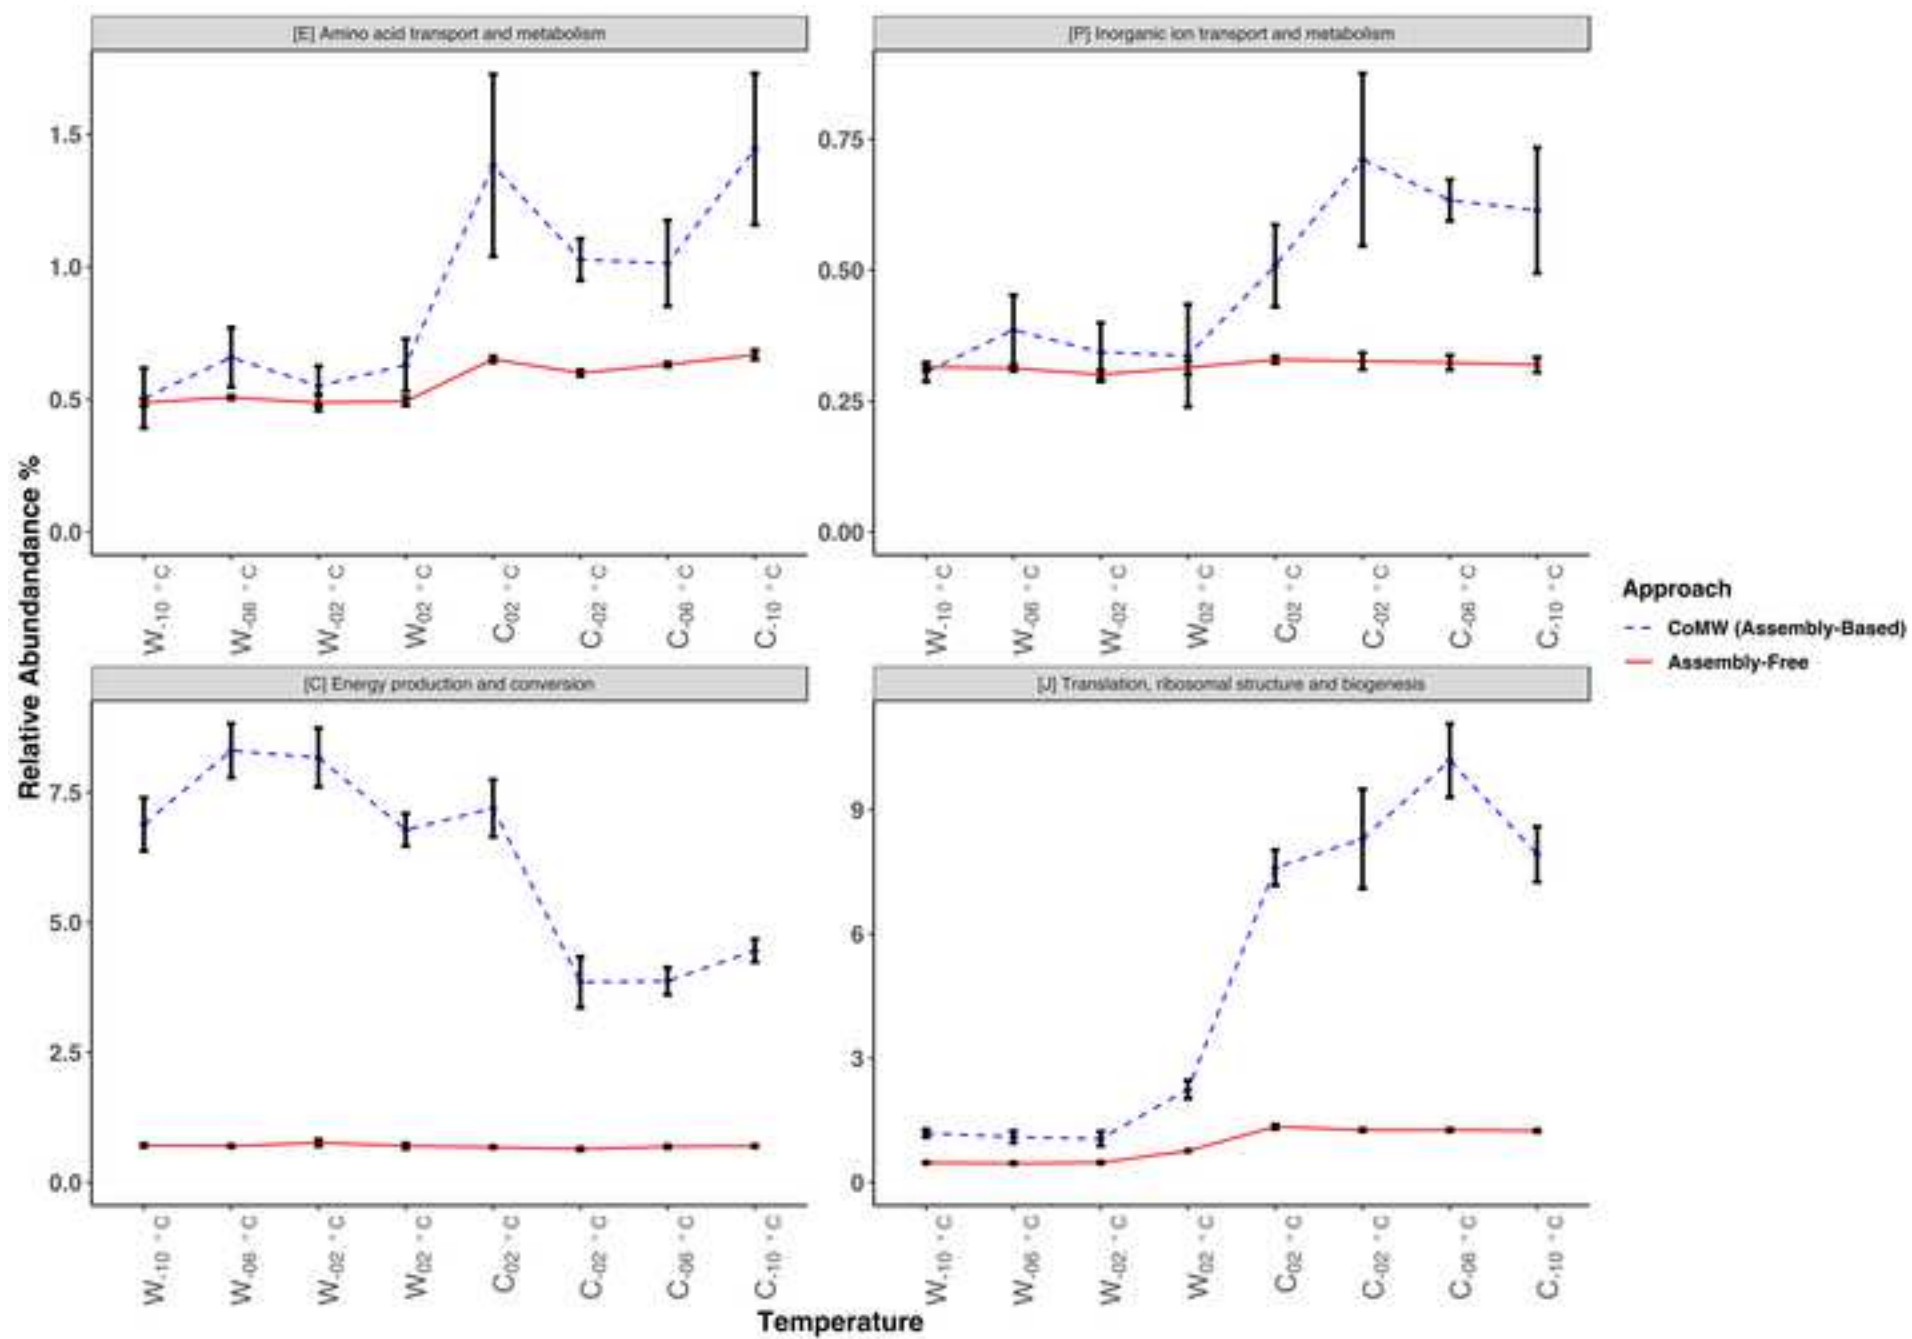 [E] Amino acid transport and metabolism
[P] Inorganic ion transport and metabolism
1.5
1.0
0.5
0.0
0.75
0.50
0.25
0.00
W-10 ° C
W-06 ° C
W-02 ° C
W02 ° C
C02 ° C
C-02 ° C
C-06 ° C
C-10 ° C
W-10 ° C
W-06 ° C
W-02 ° C
W02 ° C
C02 ° C
C-02 ° C
C-06 ° C
C-10 ° C
Relative Abundandance %
Approach
CoMW (Assembly-Based)
Assembly-Free
[C] Energy production and conversion
[J] Translation, ribosomal structure and biogenesis
7.5
5.0
2.5
0.0
9
6
3
0
W-10 ° C
W-06 ° C
W-02 ° C
W02 ° C
C02 ° C
C-02 ° C
C-06 ° C
C-10 ° C
W-10 ° C
W-06 ° C
W-02 ° C
W02 ° C
C02 ° C
C-02 ° C
C-06 ° C
C-10 ° C
Temperature